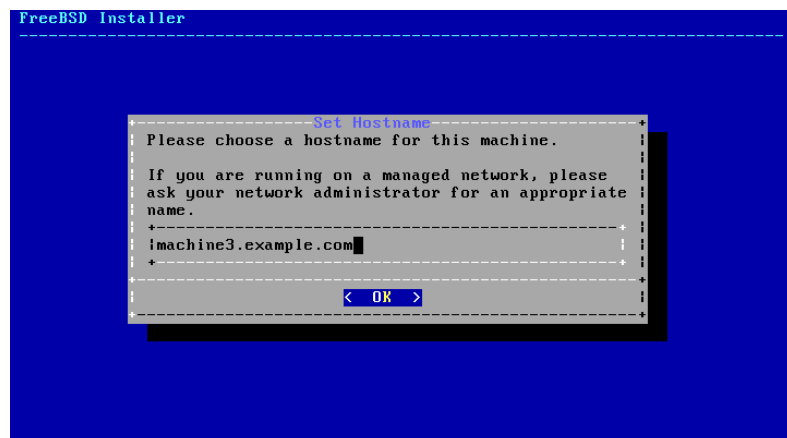 FreeBSD Installer
Set Hostname
Please choose a hostname for this machine.
If you are running on a managed network, please
ask your network administrator for an appropriate
name.
machine3.example.com
< OK >